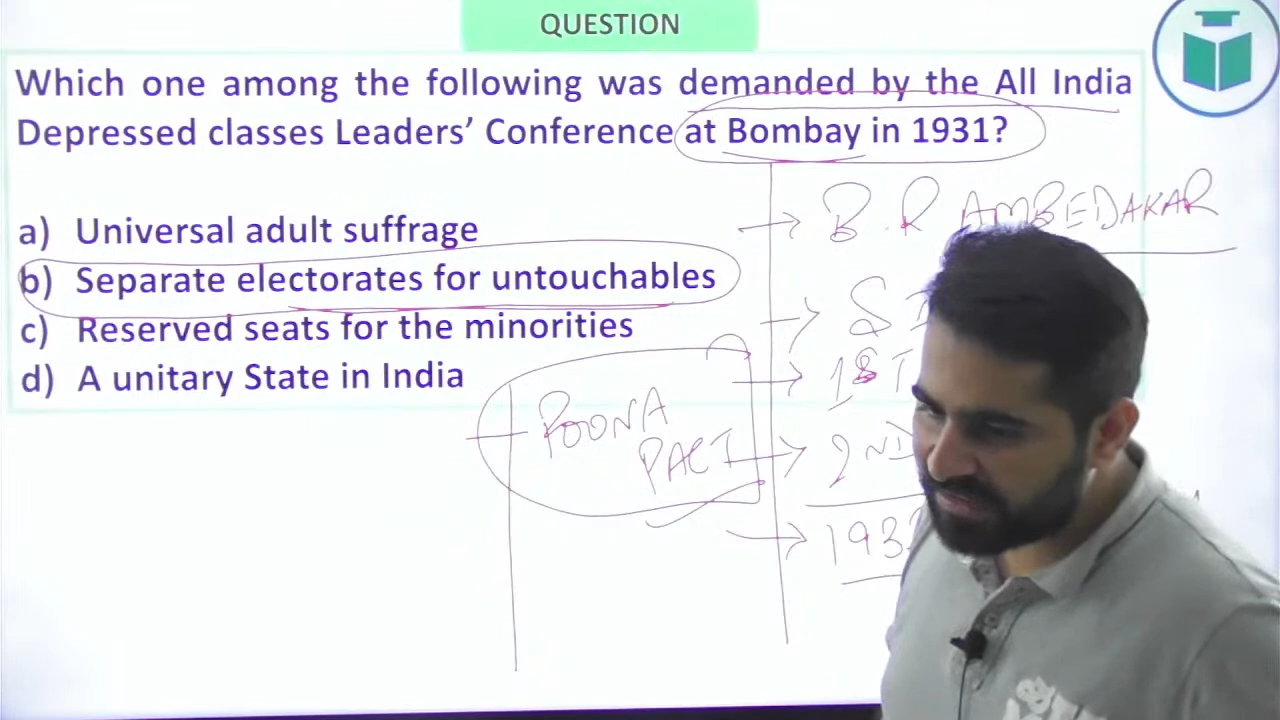 QUESTION
Which one among the following was demanded by the All India
Depressed classes Leaders’ Conference at Bombay in 1931?
a) Universal adult suffrage
b) Separate electorates for untouchables
c) Reserved seats for the minorities
d) A unitary State in India
B.R AMBEDAKAR
POONA
PACT
1ST
2ND